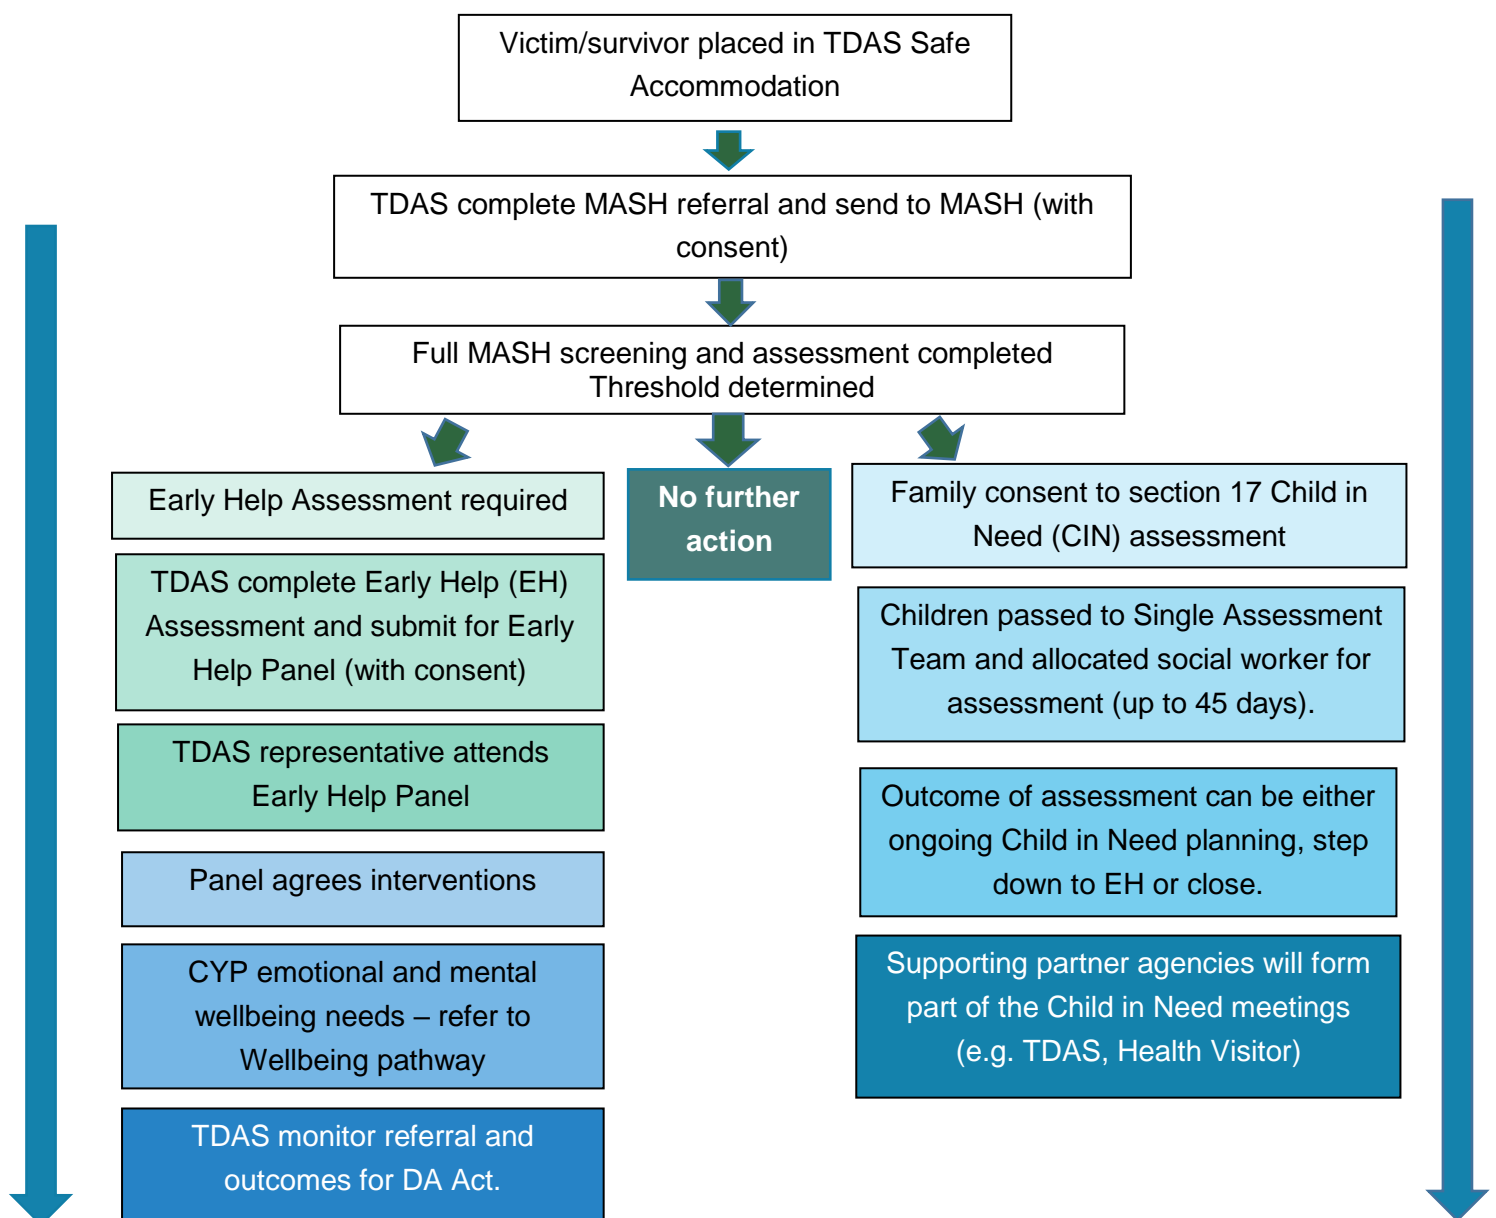 Victim/survivor placed in TDAS Safe
Accommodation
TDAS complete MASH referral and send to MASH (with
consent)
Full MASH screening and assessment completed
Threshold determined
Early Help Assessment required
TDAS complete Early Help (EH)
Assessment and submit for Early
Help Panel (with consent)
TDAS representative attends
Early Help Panel
Panel agrees interventions
CYP emotional and mental
wellbeing needs – refer to
Wellbeing pathway
TDAS monitor referral and
outcomes for DA Act.
No further
action
Family consent to section 17 Child in
Need (CIN) assessment
Children passed to Single Assessment
Team and allocated social worker for
assessment (up to 45 days).
Outcome of assessment can be either
ongoing Child in Need planning, step
down to EH or close.
Supporting partner agencies will form
part of the Child in Need meetings
(e.g. TDAS, Health Visitor)